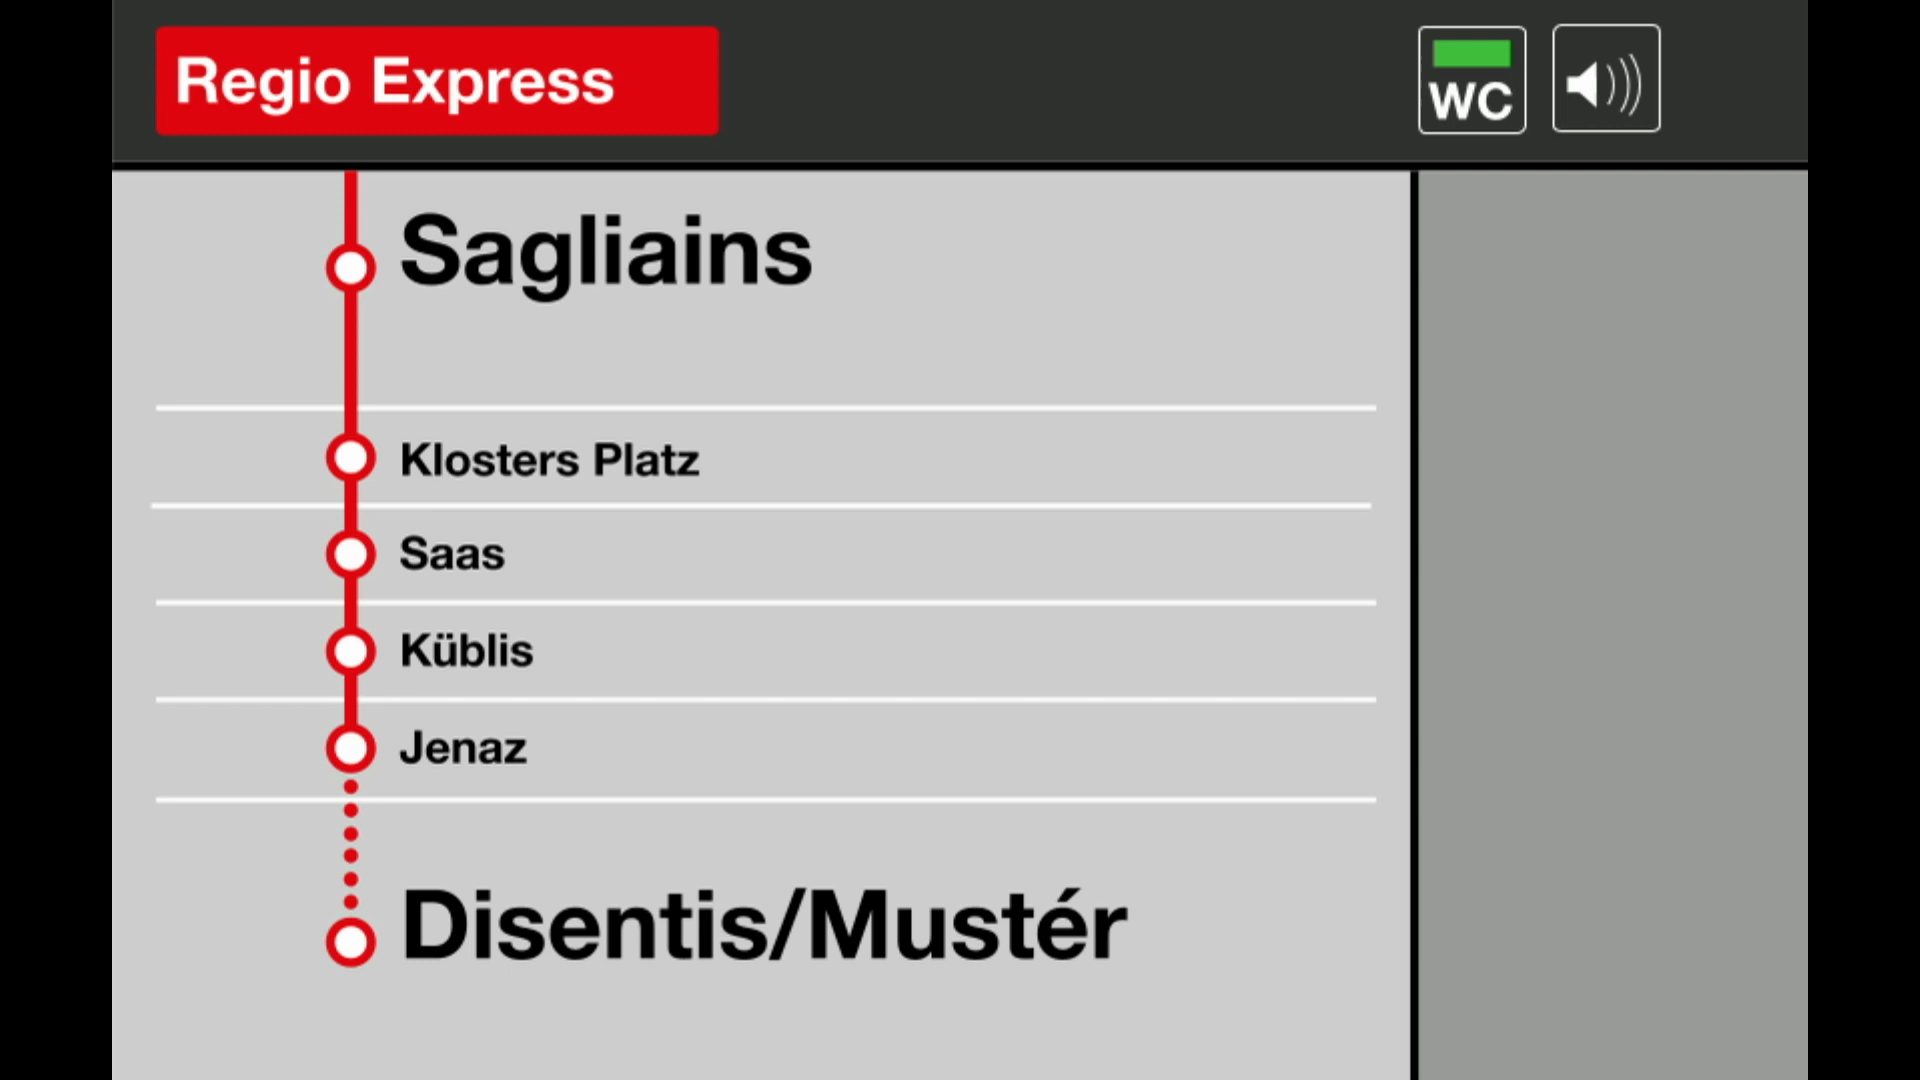 Regio Express
WC
Sagliains
Klosters Platz
Saas
Küblis
Jenaz
Disentis/Mustér